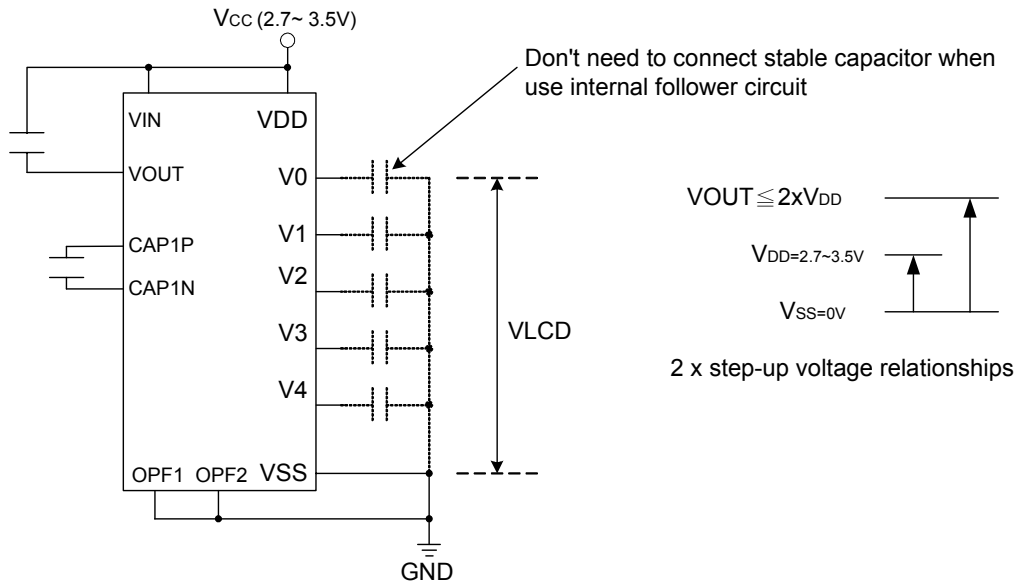 VCC (2.7~ 3.5V)
Don't need to connect stable capacitor when
use internal follower circuit
VIN
VDD
VOUT
V0
CAP1P
V1
CAP1N
V2
V3
V4
OPF1 OPF2 VSS
GND
VLCD
VOUT≦2xVDD
VDD=2.7~3.5V
VSS=0V
2 x step-up voltage relationships